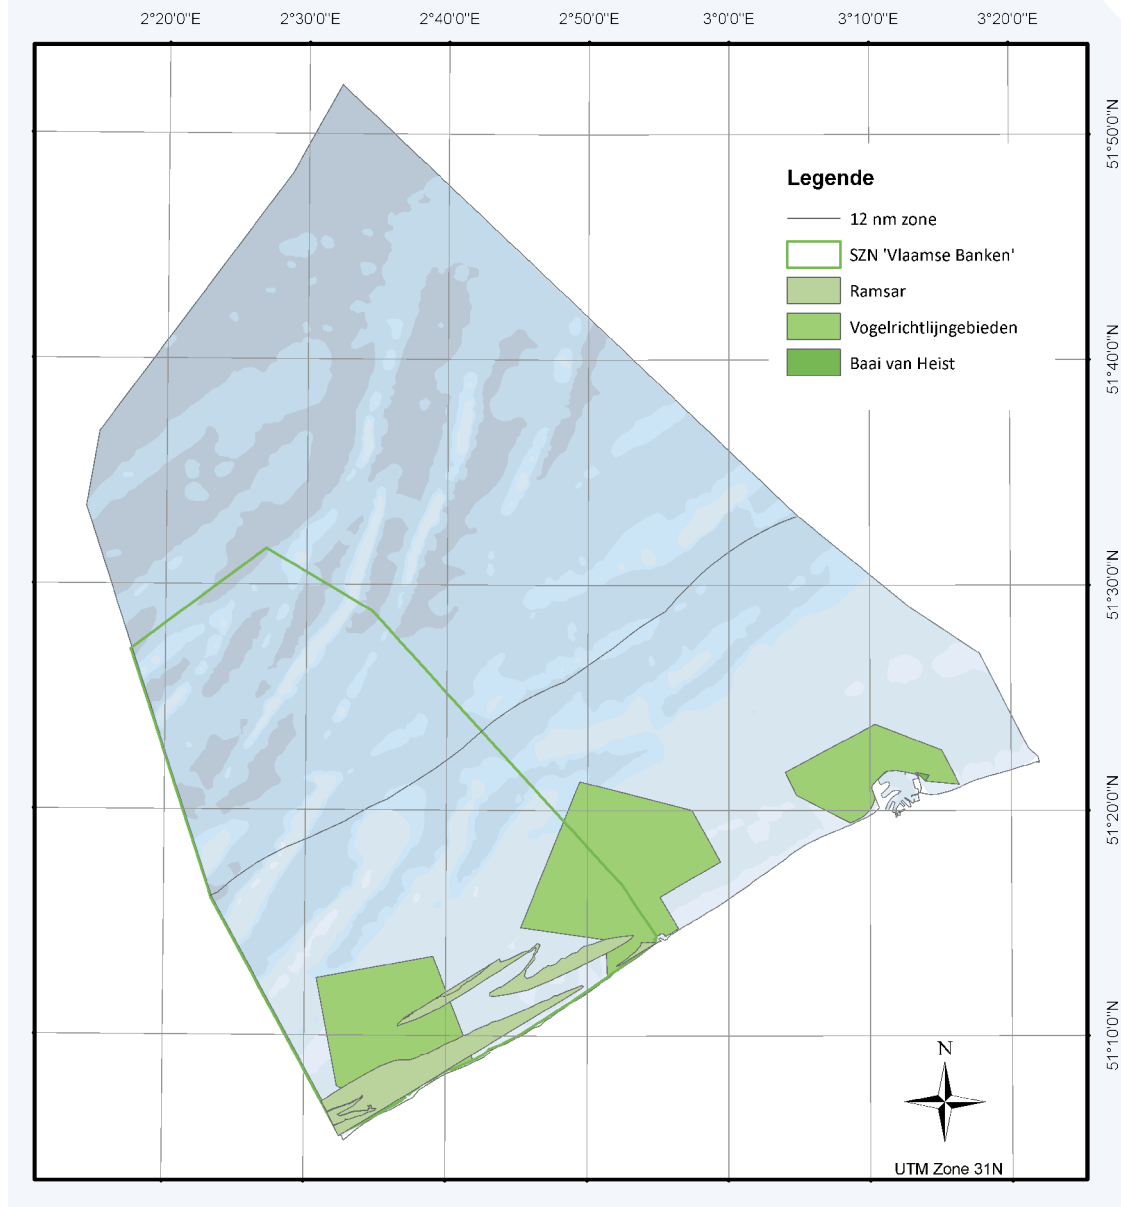 2°20'0"E 2°30'0"E 2°40'0"E 2°50'0"E 3°0'0"E 3°10'0"E 3°20'0"E
51°50'0"N
Legende
12 nm zone
SZN 'Vlaamse Banken'
Ramsar
Vogelrichtlijngebieden
Baai van Heist
51°40'0"N
51°30'0"N
51°20'0"N
51°10'0"N
N
UTM Zone 31N